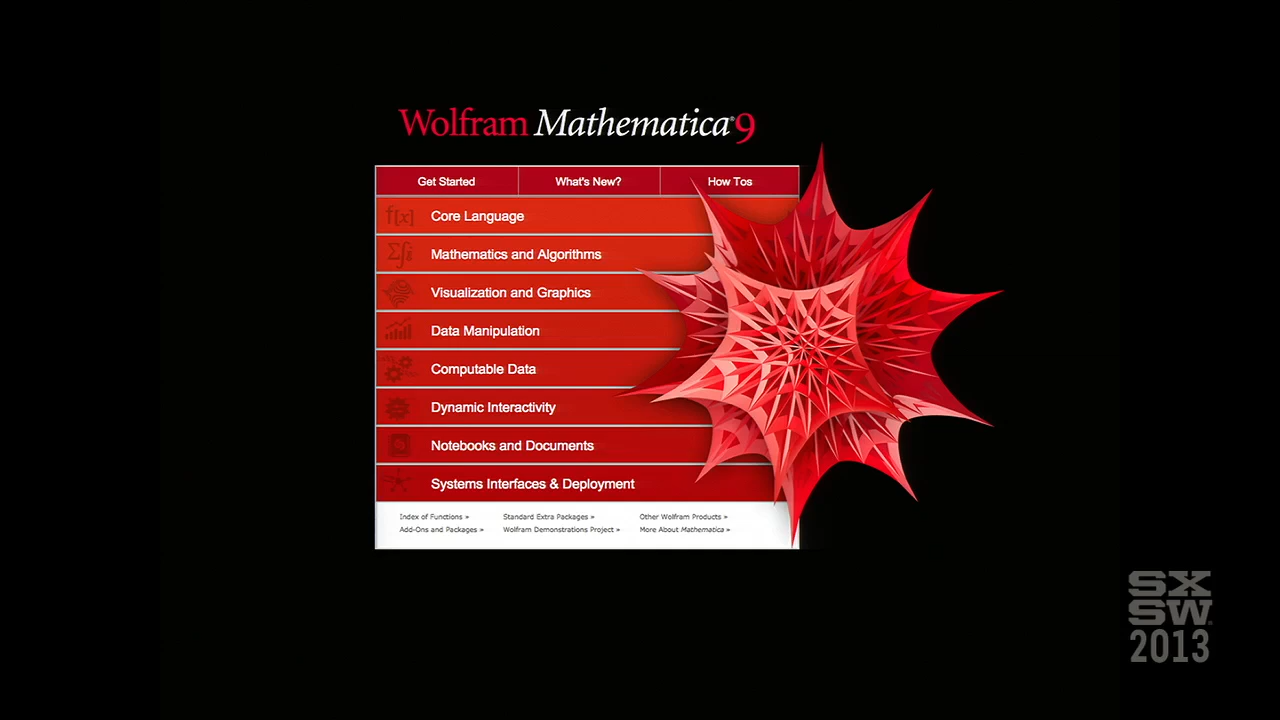 Wolfram Mathematica® 9
Get Started What's New? How Tos
f[x] Core Language
Mathematics and Algorithms
Visualization and Graphics
Data Manipulation
Computable Data
Dynamic Interactivity
Notebooks and Documents
Systems Interfaces & Deployment
Index of Functions » Standard Extra Packages » Other Wolfram Products »
Add-Ons and Packages » Wolfram Demonstrations Project » More About Mathematica »
SX
SW®
2013